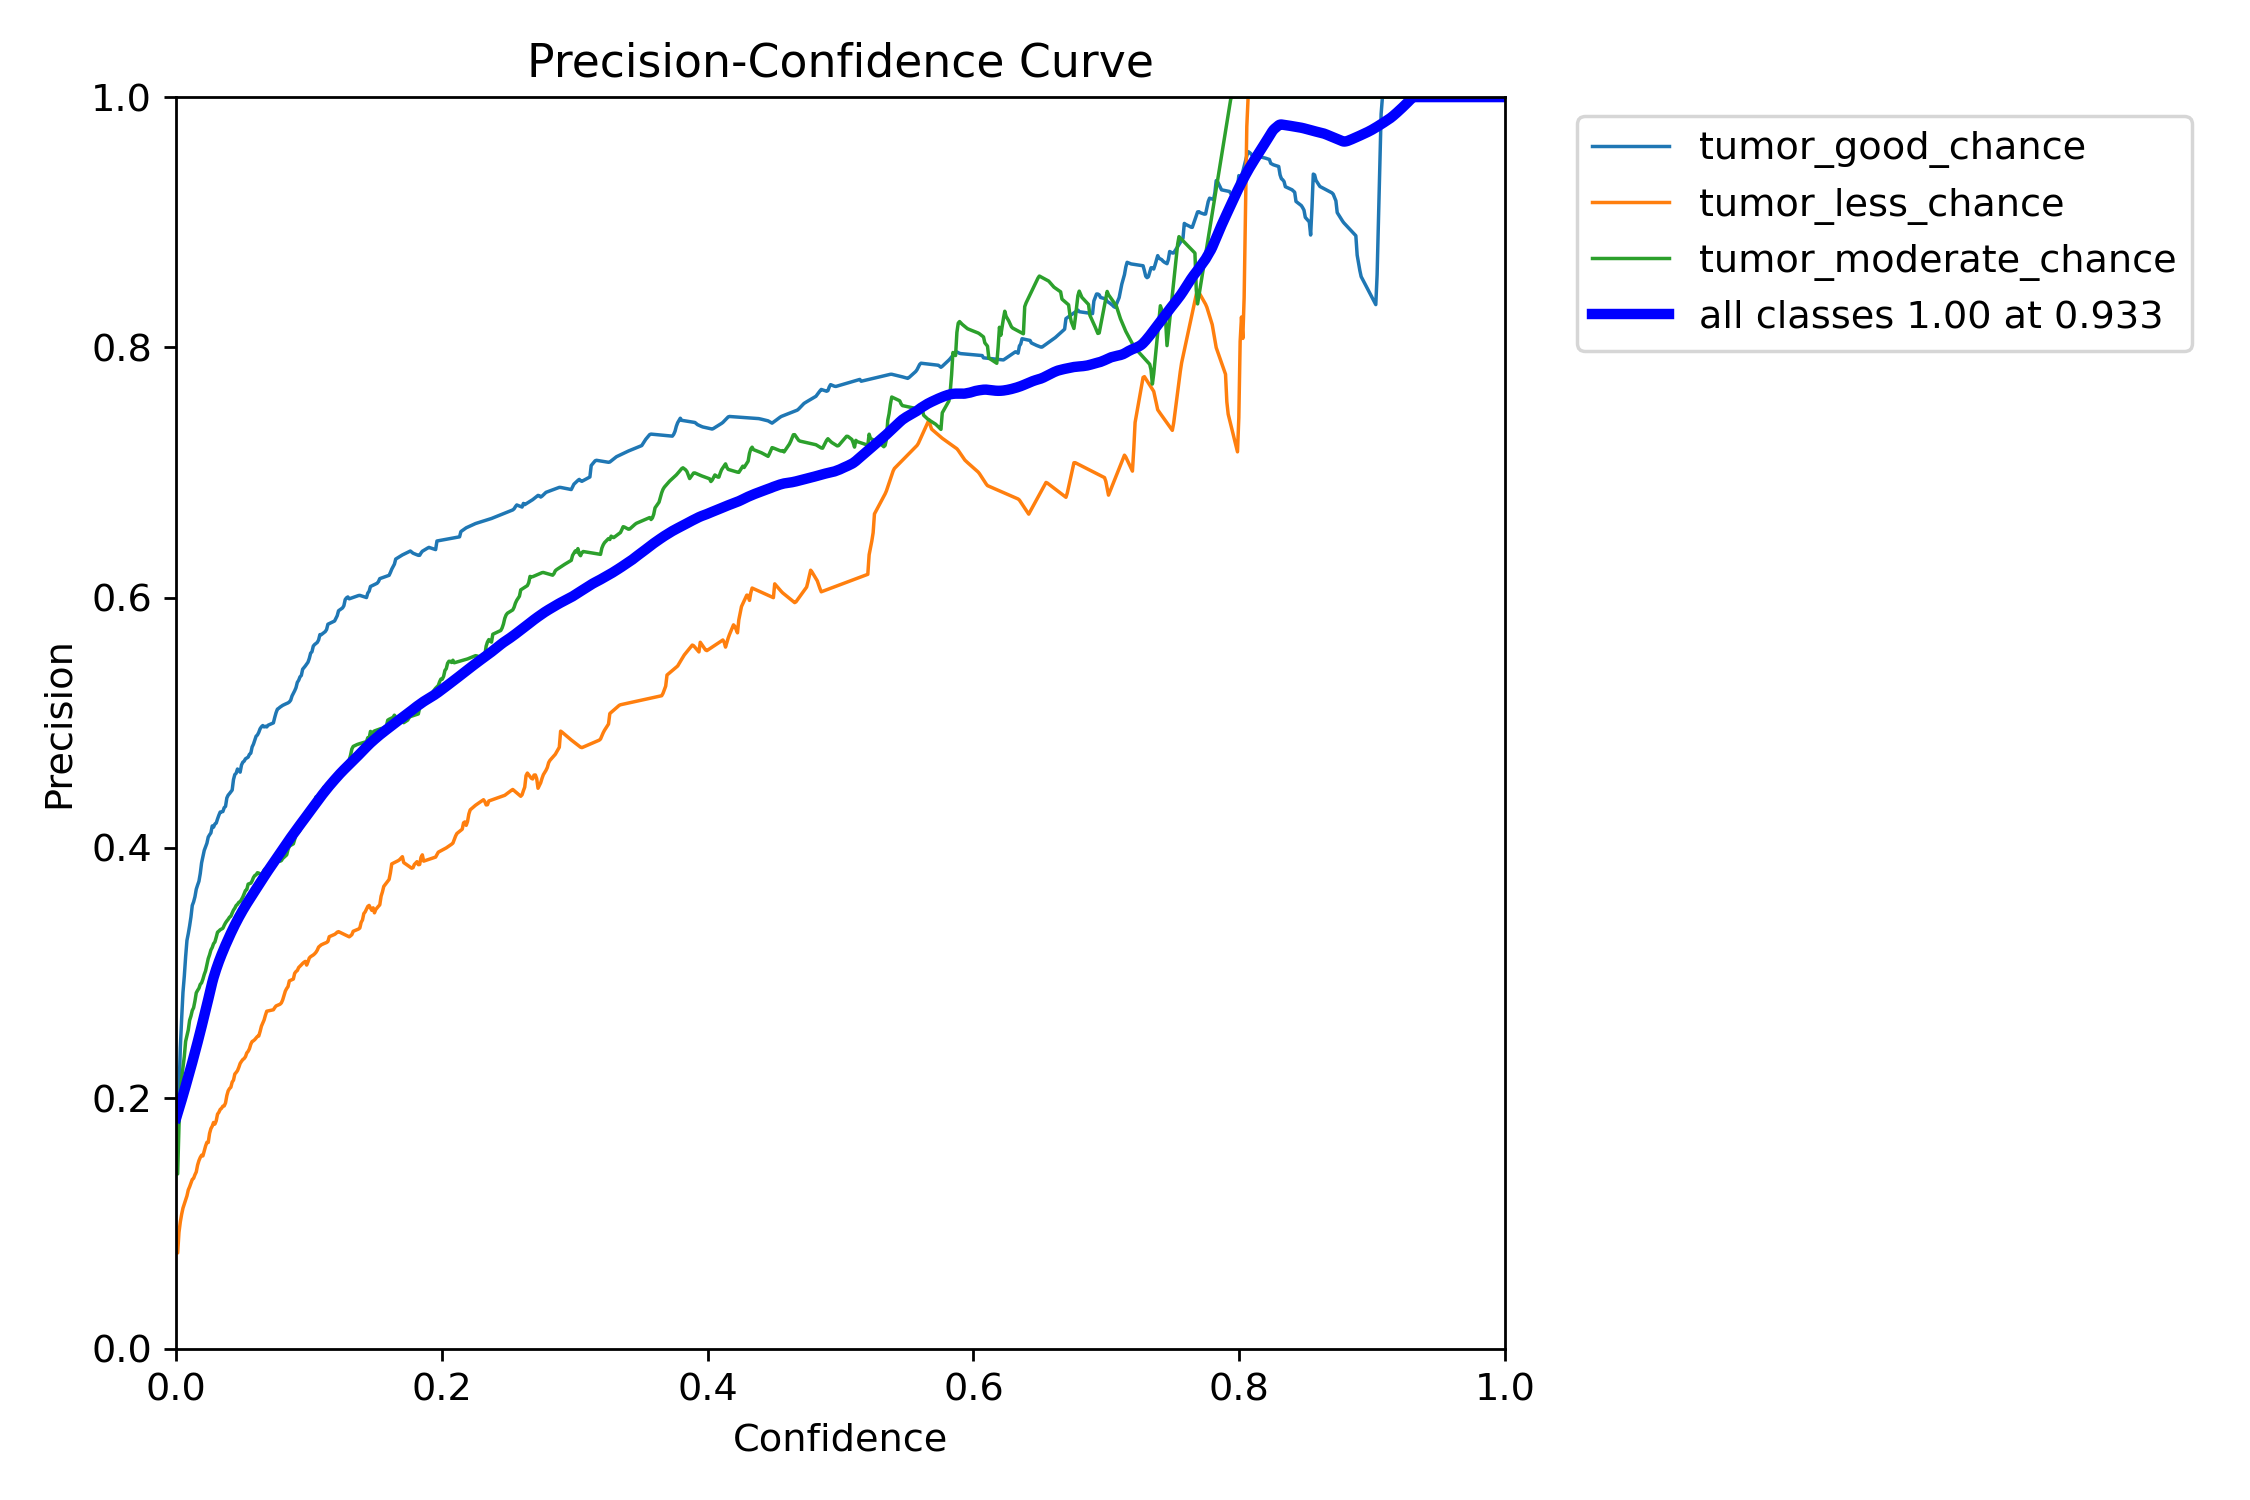 Precision-Confidence Curve
1.0
0.8
0.6
0.4
0.2
0.0
Precision
0.0 0.2 0.4 0.6 0.8 1.0
Confidence
tumor_good_chance
tumor_less_chance
tumor_moderate_chance
all classes 1.00 at 0.933